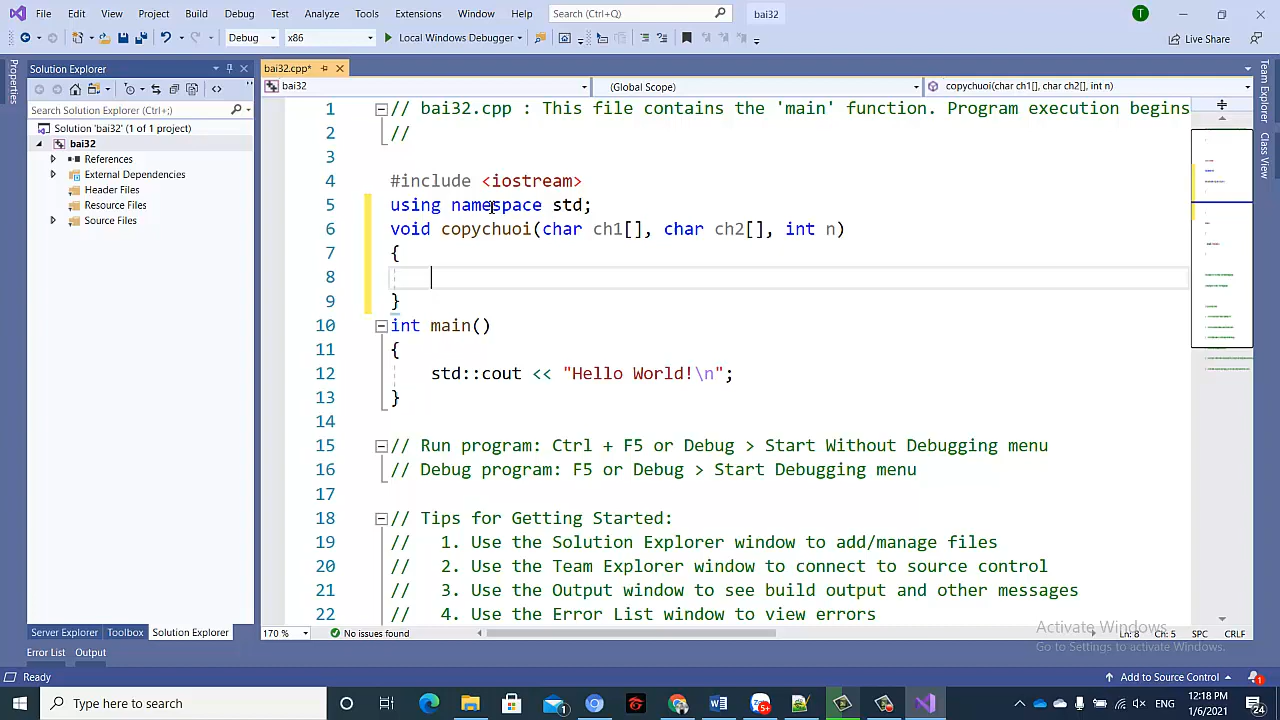 File Edit View Project Build Debug Test Analyze Tools Extensions Window Help Search (Ctrl+Q) bai32 T
Debug x86 Local Windows Debugger Live Share
Properties
Solution Explorer
Search Solution Explorer (Ctrl+;)
Solution 'bai32' (1 of 1 project)
bai32
References
External Dependencies
Header Files
Resource Files
Source Files
Server Explorer Toolbox Solution Explorer
bai32.cpp*
bai32 (Global Scope) copychuoi(char ch1[], char ch2[], int n)
1 // bai32.cpp : This file contains the 'main' function. Program execution begins
2 //
3
4 #include <iostream>
5 using namespace std;
6 void copychuoi(char ch1[], char ch2[], int n)
7 {
8
9 }
10 int main()
11 {
12 std::cout << "Hello World!\n";
13 }
14
15 // Run program: Ctrl + F5 or Debug > Start Without Debugging menu
16 // Debug program: F5 or Debug > Start Debugging menu
17
18 // Tips for Getting Started:
19 // 1. Use the Solution Explorer window to add/manage files
20 // 2. Use the Team Explorer window to connect to source control
21 // 3. Use the Output window to see build output and other messages
22 // 4. Use the Error List window to view errors
Team Explorer
Class View
170 % No issues found Ln: 8 Ch: 5 SPC CRLF
Activate Windows
Go to Settings to activate Windows.
Error List Output
Ready Add to Source Control 1
Type here to search
ENG
12:18 PM
1/6/2021
24